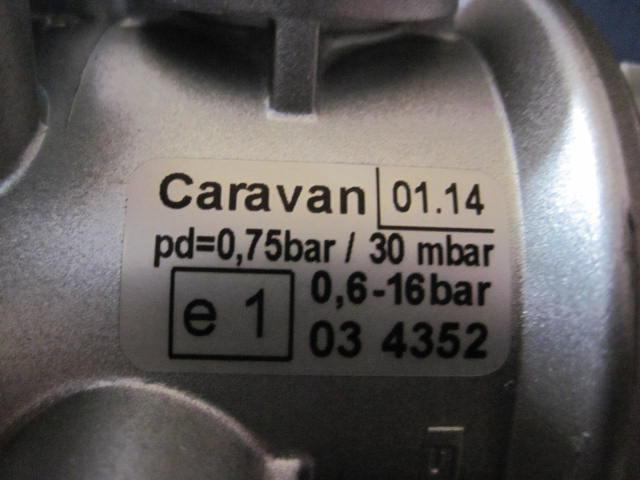 Caravan 01.14
pd=0,75bar / 30 mbar
e 1 0,6-16bar
03 4352